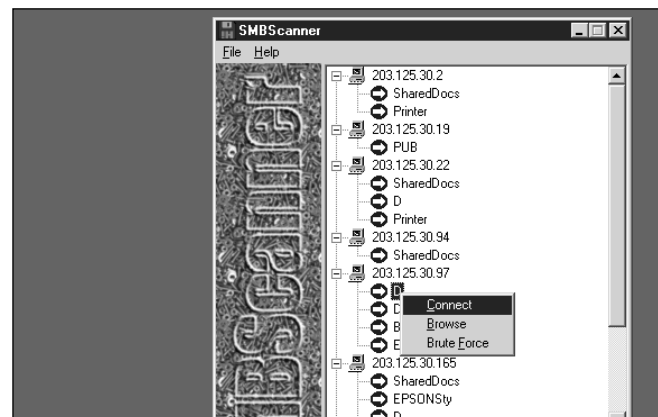 SMBScanner
File Help
203.125.30.2
SharedDocs
Printer
203.125.30.19
PUB
203.125.30.22
SharedDocs
D
Printer
203.125.30.94
SharedDocs
203.125.30.97
D
D
B
E
Connect
Browse
Brute Force
203.125.30.165
SharedDocs
EPSONSty
D
SMBScanner